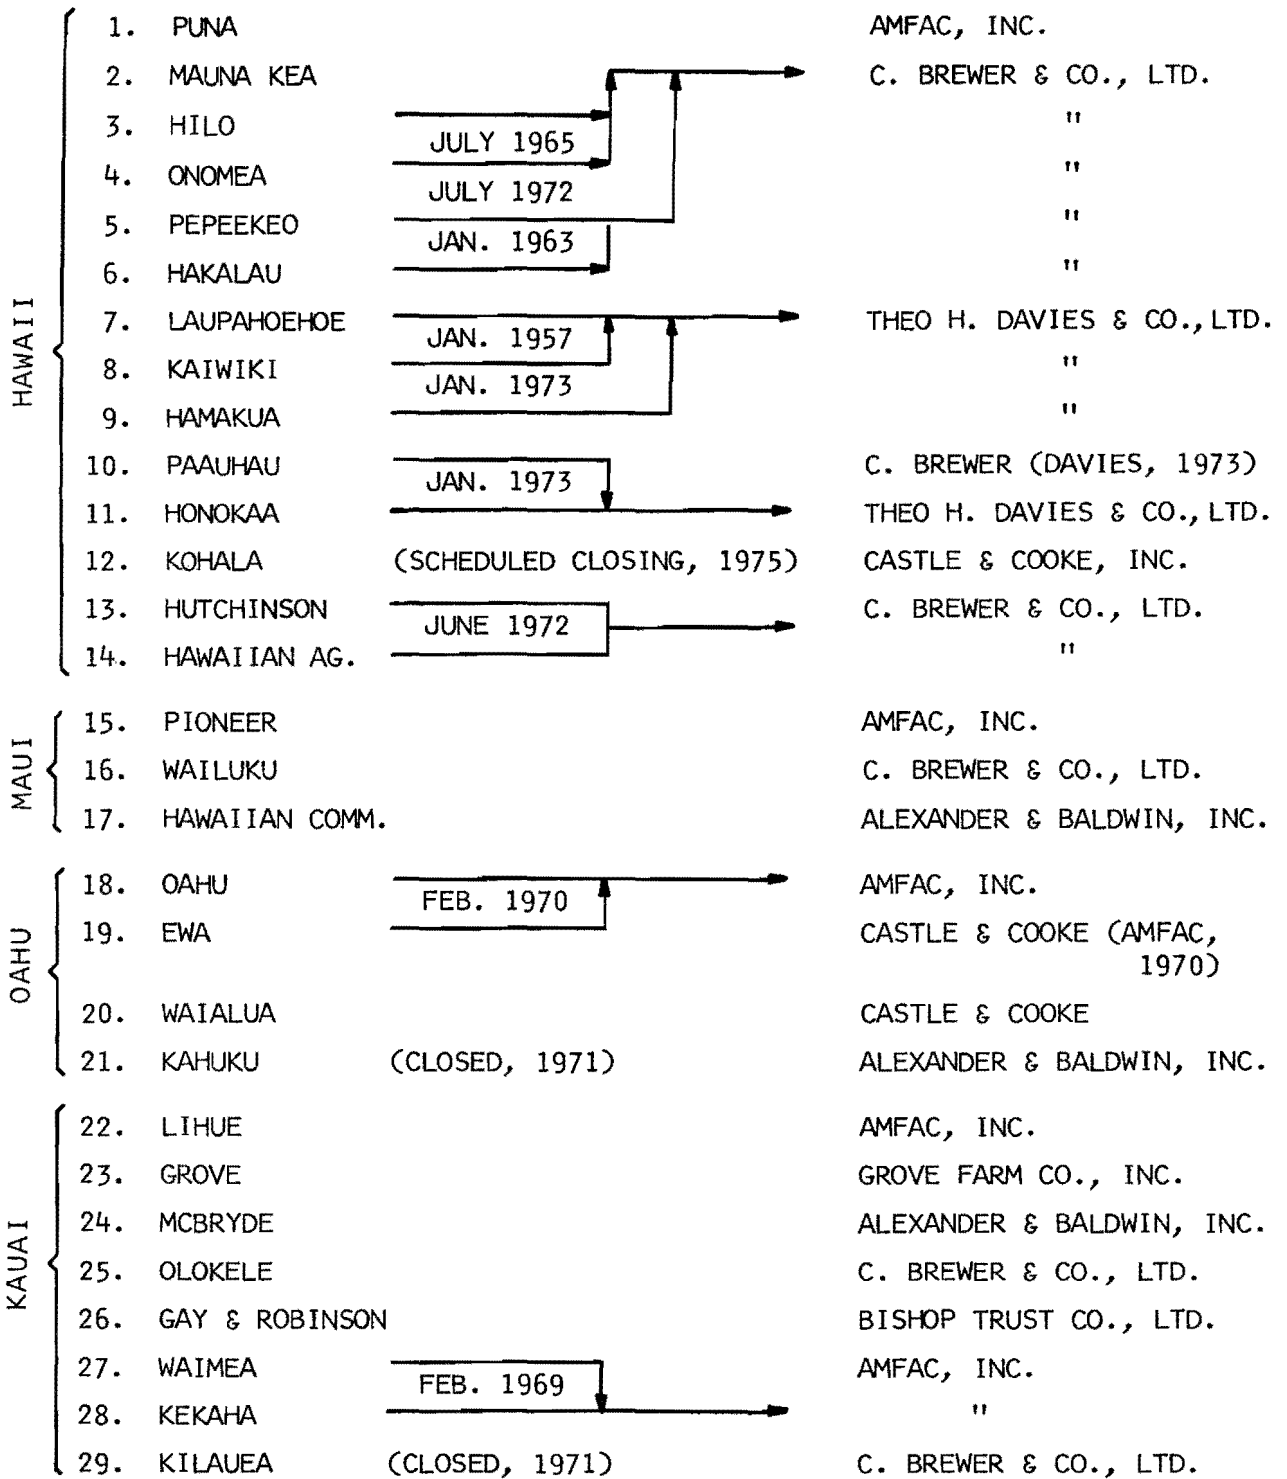 HAWAII
1. PUNA AMFAC, INC.
2. MAUNA KEA C. BREWER & CO., LTD.
3. HILO "
JULY 1965
4. ONOMEA "
JULY 1972
5. PEPEEKEO "
JAN. 1963
6. HAKALAU "
7. LAUPAHOEHOE THEO H. DAVIES & CO., LTD.
JAN. 1957
8. KAIWIKI "
JAN. 1973
9. HAMAKUA "
10. PAAUHAU C. BREWER (DAVIES, 1973)
JAN. 1973
11. HONOKAA THEO H. DAVIES & CO., LTD.
12. KOHALA (SCHEDULED CLOSING, 1975) CASTLE & COOKE, INC.
13. HUTCHINSON C. BREWER & CO., LTD.
JUNE 1972
14. HAWAIIAN AG. "
MAUI
15. PIONEER AMFAC, INC.
16. WAILUKU C. BREWER & CO., LTD.
17. HAWAIIAN COMM. ALEXANDER & BALDWIN, INC.
OAHU
18. OAHU AMFAC, INC.
FEB. 1970
19. EWA CASTLE & COOKE (AMFAC,
1970)
20. WAIALUA CASTLE & COOKE
21. KAHUKU (CLOSED, 1971) ALEXANDER & BALDWIN, INC.
KAUAI
22. LIHUE AMFAC, INC.
23. GROVE GROVE FARM CO., INC.
24. MCBRYDE ALEXANDER & BALDWIN, INC.
25. OLOKELE C. BREWER & CO., LTD.
26. GAY & ROBINSON BISHOP TRUST CO., LTD.
27. WAIMEA AMFAC, INC.
FEB. 1969
28. KEKAHA "
29. KILAUEA (CLOSED, 1971) C. BREWER & CO., LTD.